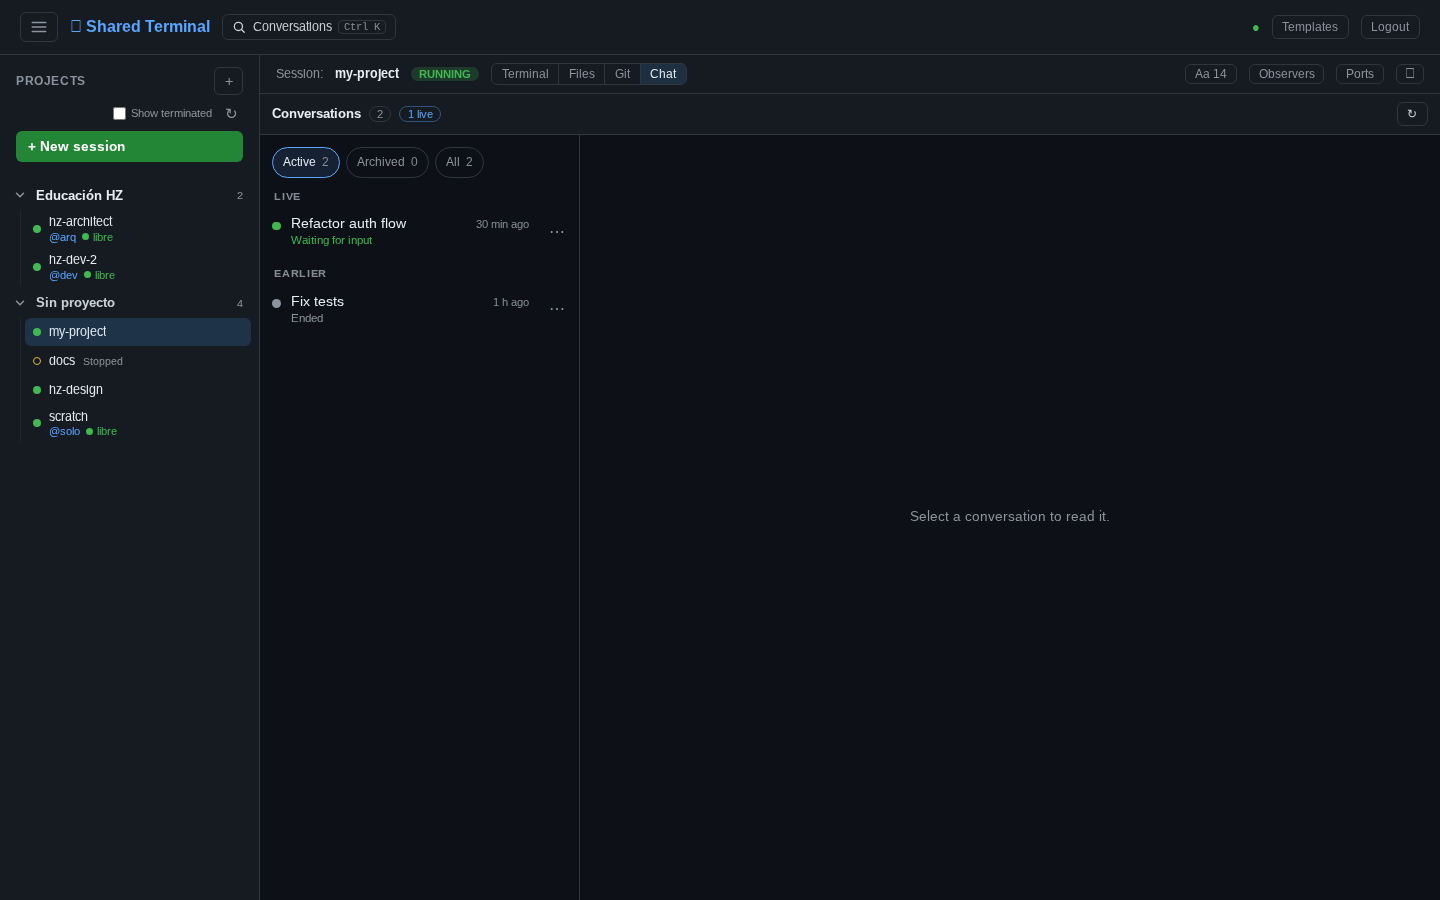 Shared Terminal
Conversations Ctrl K
Templates
Logout
PROJECTS
+
Show terminated
+ New session
Educación HZ 2
hz-architect
@arq libre
hz-dev-2
@dev libre
Sin proyecto 4
my-project
docs Stopped
hz-design
scratch
@solo libre
Session: my-project RUNNING Terminal Files Git Chat
Aa 14 Observers Ports
Conversations 2 1 live
Active 2 Archived 0 All 2
LIVE
Refactor auth flow 30 min ago
Waiting for input
EARLIER
Fix tests 1 h ago
Ended
Select a conversation to read it.